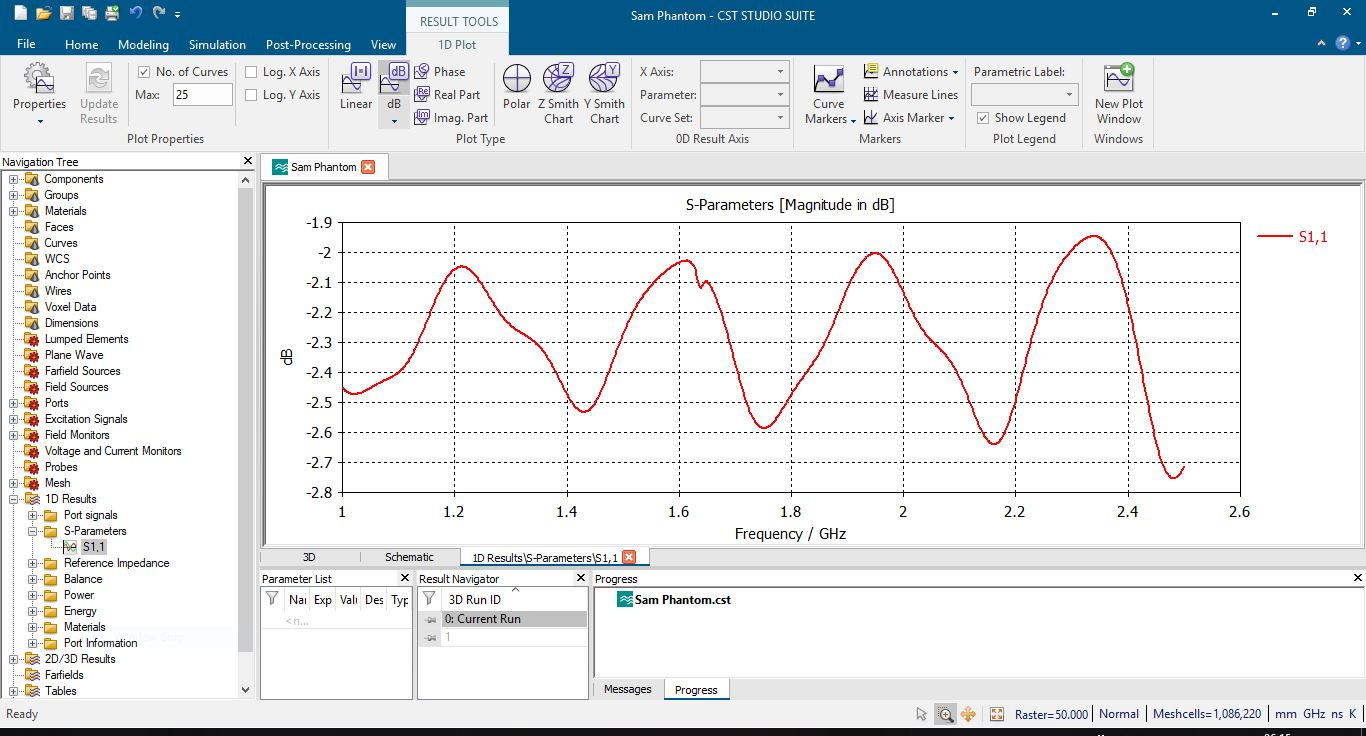 Sam Phantom - CST STUDIO SUITE
RESULT TOOLS
File Home Modeling Simulation Post-Processing View 1D Plot
Properties
Update Results
No. of Curves
Max: 25
Log. X Axis
Log. Y Axis
Plot Properties
Linear
dB
Phase
Real Part
Imag. Part
Polar
Z Smith Chart
Y Smith Chart
Plot Type
X Axis:
Parameter:
Curve Set:
0D Result Axis
Curve Markers
Annotations
Measure Lines
Axis Marker
Markers
Parametric Label:
Show Legend
Plot Legend
New Plot Window
Windows
Navigation Tree
Components
Groups
Materials
Faces
Curves
WCS
Anchor Points
Wires
Voxel Data
Dimensions
Lumped Elements
Plane Wave
Farfield Sources
Field Sources
Ports
Excitation Signals
Field Monitors
Voltage and Current Monitors
Probes
Mesh
1D Results
Port signals
S-Parameters
S1,1
Reference Impedance
Balance
Power
Energy
Materials
Port Information
2D/3D Results
Farfields
Tables
Sam Phantom
S-Parameters [Magnitude in dB]
-1.9
-2
-2.1
-2.2
-2.3
-2.4
-2.5
-2.6
-2.7
-2.8
dB
1 1.2 1.4 1.6 1.8 2 2.2 2.4 2.6
Frequency / GHz
S1,1
3D Schematic 1D Results\S-Parameters\S1,1
Parameter List
Nai Exp Valu Des Typ
<n...
Result Navigator
3D Run ID
0: Current Run
1
Progress
Sam Phantom.cst
Messages Progress
Ready
Raster=50.000 Normal Meshcells=1,086,220 mm GHz ns K